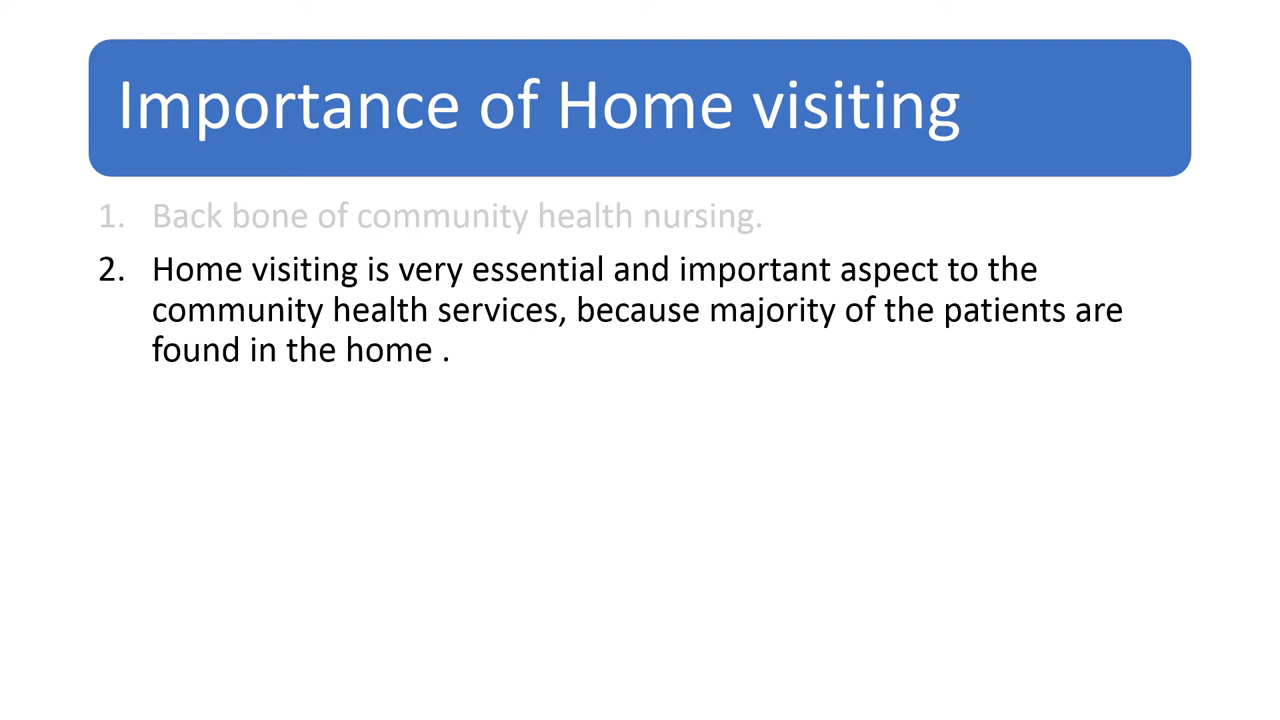 Importance of Home visiting
1. Back bone of community health nursing.
2. Home visiting is very essential and important aspect to the
community health services, because majority of the patients are
found in the home .